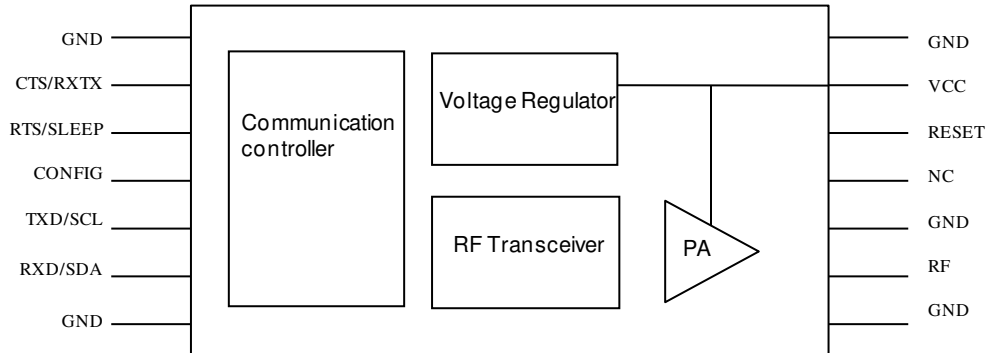 GND
CTS/RXTX
RTS/SLEEP
CONFIG
TXD/SCL
RXD/SDA
GND
Communication
controller
Voltage Regulator
RF Transceiver
PA
GND
VCC
RESET
NC
GND
RF
GND